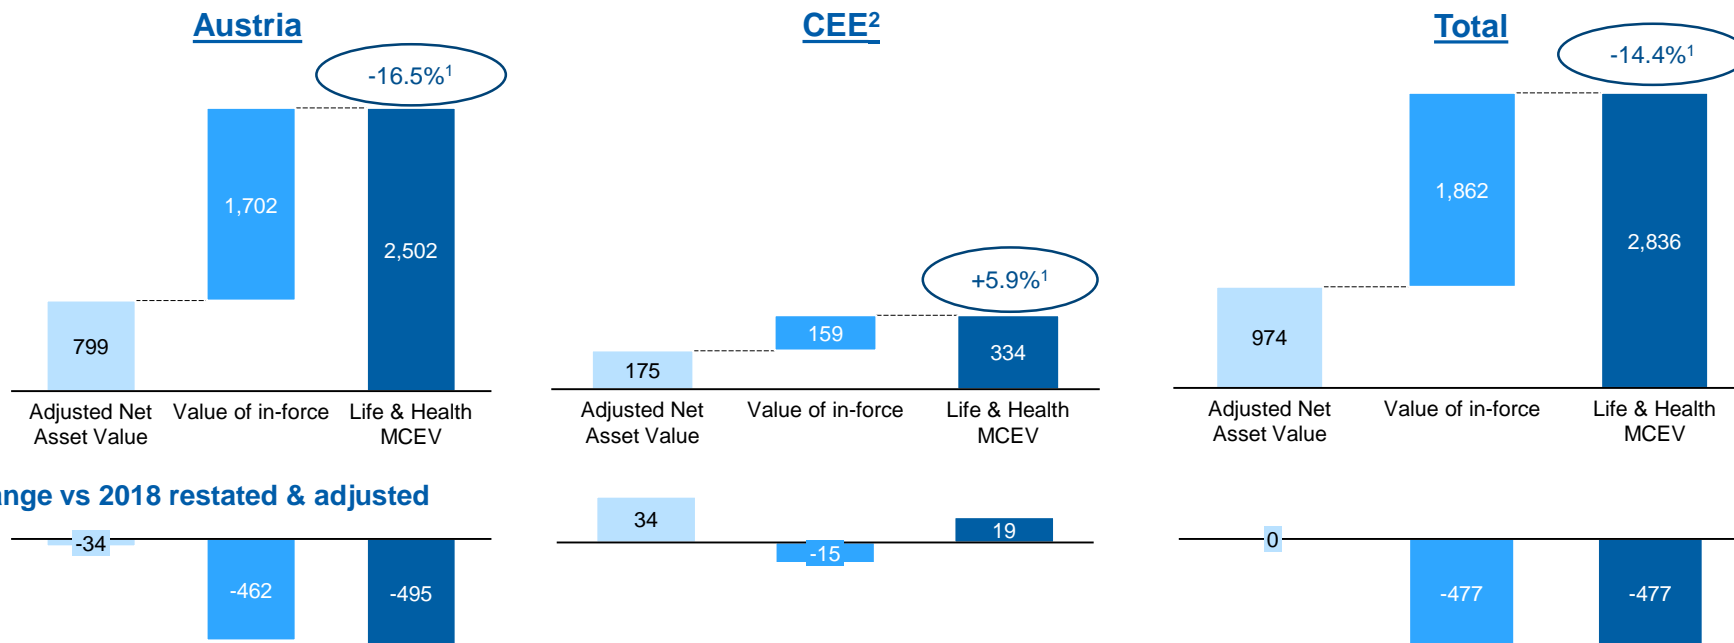 Austria
-16.5%¹
1,702
2,502
799
Adjusted Net Asset Value
Value of in-force
Life & Health MCEV
CEE²
+5.9%¹
159
334
175
Adjusted Net Asset Value
Value of in-force
Life & Health MCEV
Total
-14.4%¹
1,862
2,836
974
Adjusted Net Asset Value
Value of in-force
Life & Health MCEV
ange vs 2018 restated & adjusted
-34
-462
-495
34
-15
19
0
-477
-477